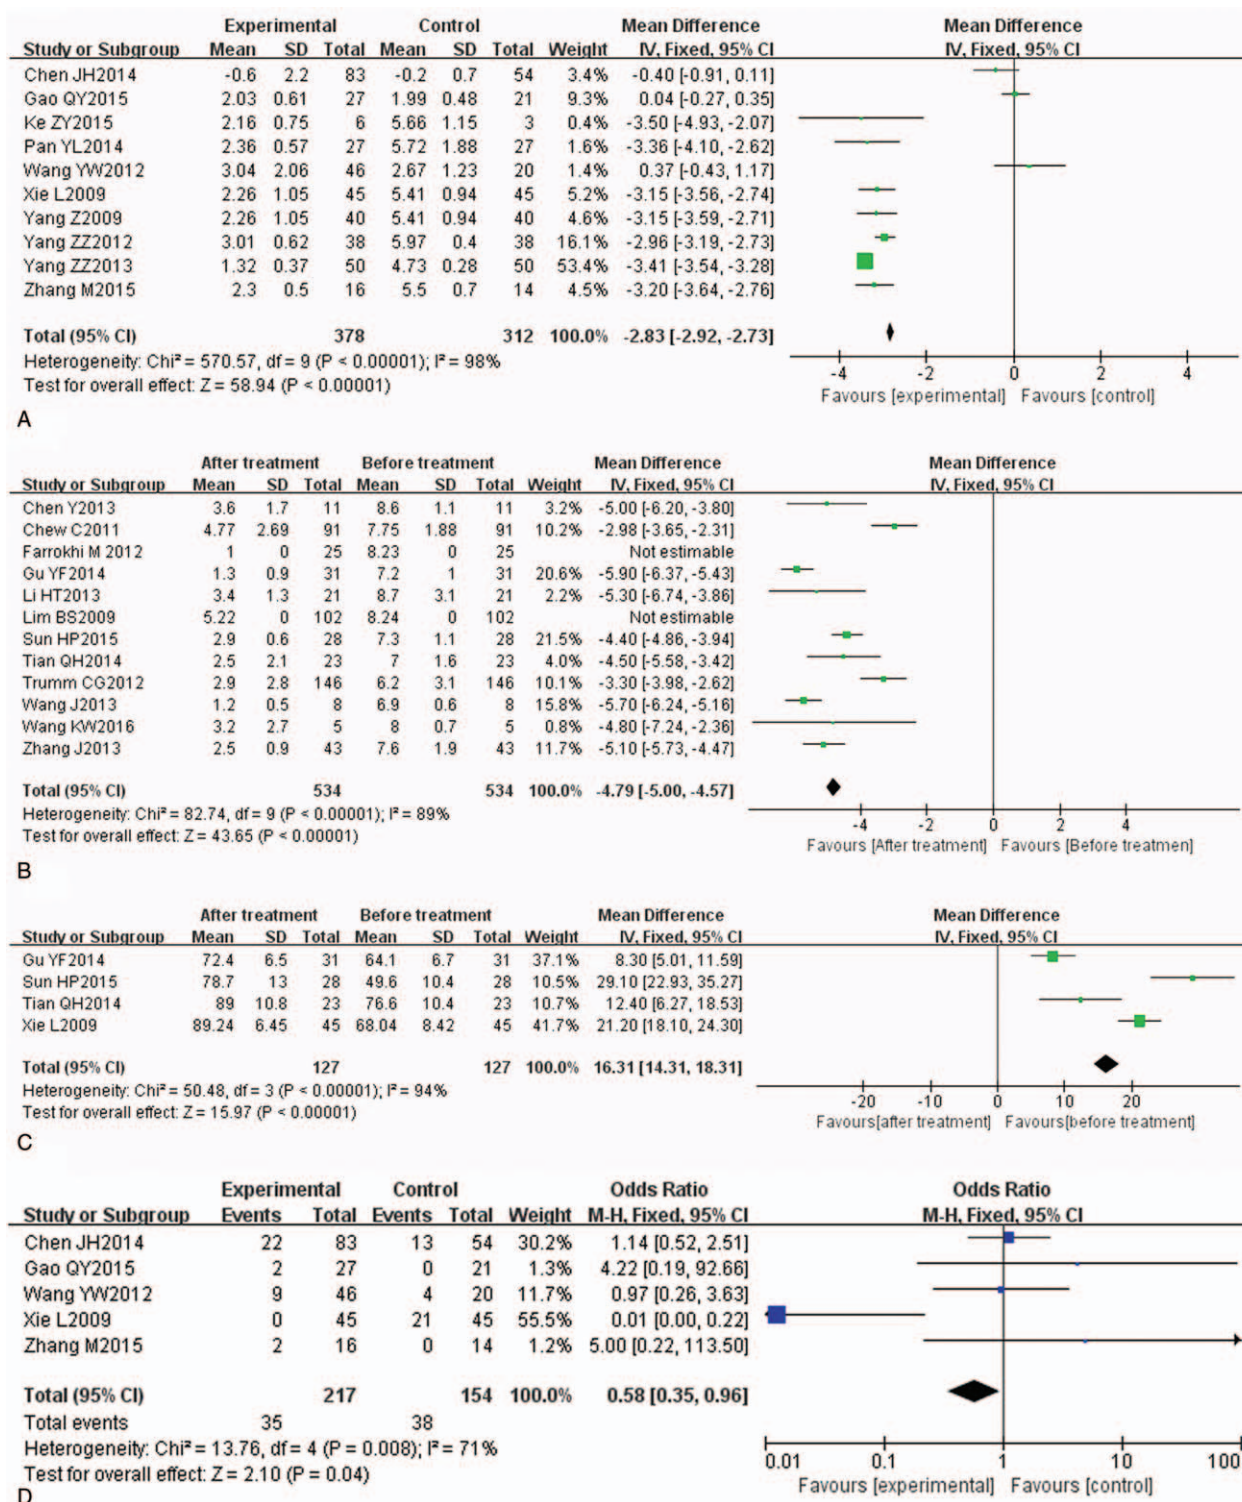 Experimental Control Mean Difference Mean Difference
Study or Subgroup Mean SD Total Mean SD Total Weight IV, Fixed, 95% CI IV, Fixed, 95% CI
Chen JH2014 -0.6 2.2 83 -0.2 0.7 54 3.4% -0.40 [-0.91, 0.11]
Gao QY2015 2.03 0.61 27 1.99 0.48 21 9.3% 0.04 [-0.27, 0.35]
Ke ZY2015 2.16 0.75 6 5.66 1.15 3 0.4% -3.50 [-4.93, -2.07]
Pan YL2014 2.36 0.57 27 5.72 1.88 27 1.6% -3.36 [-4.10, -2.62]
Wang YW2012 3.04 2.06 46 2.67 1.23 20 1.4% 0.37 [-0.43, 1.17]
Xie L2009 2.26 1.05 45 5.41 0.94 45 5.2% -3.15 [-3.56, -2.74]
Yang Z2009 2.26 1.05 40 5.41 0.94 40 4.6% -3.15 [-3.59, -2.71]
Yang ZZ2012 3.01 0.62 38 5.97 0.4 38 16.1% -2.96 [-3.19, -2.73]
Yang ZZ2013 1.32 0.37 50 4.73 0.28 50 53.4% -3.41 [-3.54, -3.28]
Zhang M2015 2.3 0.5 16 5.5 0.7 14 4.5% -3.20 [-3.64, -2.76]
Total (95% CI) 378 312 100.0% -2.83 [-2.92, -2.73]
Heterogeneity: Chi² = 570.57, df = 9 (P < 0.00001); I² = 98%
Test for overall effect: Z = 58.94 (P < 0.00001)
-4 -2 0 2 4
Favours [experimental] Favours [control]
A
After treatment Before treatment Mean Difference Mean Difference
Study or Subgroup Mean SD Total Mean SD Total Weight IV, Fixed, 95% CI IV, Fixed, 95% CI
Chen Y2013 3.6 1.7 11 8.6 1.1 11 3.2% -5.00 [-6.20, -3.80]
Chew C2011 4.77 2.69 91 7.75 1.88 91 10.2% -2.98 [-3.65, -2.31]
Farrokhi M 2012 1 0 25 8.23 0 25 Not estimable
Gu YF2014 1.3 0.9 31 7.2 1 31 20.6% -5.90 [-6.37, -5.43]
Li HT2013 3.4 1.3 21 8.7 3.1 21 2.2% -5.30 [-6.74, -3.86]
Lim BS2009 5.22 0 102 8.24 0 102 Not estimable
Sun HP2015 2.9 0.6 28 7.3 1.1 28 21.5% -4.40 [-4.86, -3.94]
Tian QH2014 2.5 2.1 23 7 1.6 23 4.0% -4.50 [-5.58, -3.42]
Trumm CG2012 2.9 2.8 146 6.2 3.1 146 10.1% -3.30 [-3.98, -2.62]
Wang J2013 1.2 0.5 8 6.9 0.6 8 15.8% -5.70 [-6.24, -5.16]
Wang KW2016 3.2 2.7 5 8 0.7 5 0.8% -4.80 [-7.24, -2.36]
Zhang J2013 2.5 0.9 43 7.6 1.9 43 11.7% -5.10 [-5.73, -4.47]
Total (95% CI) 534 534 100.0% -4.79 [-5.00, -4.57]
Heterogeneity: Chi² = 82.74, df = 9 (P < 0.00001); I² = 89%
Test for overall effect: Z = 43.65 (P < 0.00001)
-4 -2 0 2 4
Favours [After treatment] Favours [Before treatmen]
B
After treatment Before treatment Mean Difference Mean Difference
Study or Subgroup Mean SD Total Mean SD Total Weight IV, Fixed, 95% CI IV, Fixed, 95% CI
Gu YF2014 72.4 6.5 31 64.1 6.7 31 37.1% 8.30 [5.01, 11.59]
Sun HP2015 78.7 13 28 49.6 10.4 28 10.5% 29.10 [22.93, 35.27]
Tian QH2014 89 10.8 23 76.6 10.4 23 10.7% 12.40 [6.27, 18.53]
Xie L2009 89.24 6.45 45 68.04 8.42 45 41.7% 21.20 [18.10, 24.30]
Total (95% CI) 127 127 100.0% 16.31 [14.31, 18.31]
Heterogeneity: Chi² = 50.48, df = 3 (P < 0.00001); I² = 94%
Test for overall effect: Z = 15.97 (P < 0.00001)
-20 -10 0 10 20
Favours[after treatment] Favours[before treatment]
C
Experimental Control Odds Ratio Odds Ratio
Study or Subgroup Events Total Events Total Weight M-H, Fixed, 95% CI M-H, Fixed, 95% CI
Chen JH2014 22 83 13 54 30.2% 1.14 [0.52, 2.51]
Gao QY2015 2 27 0 21 1.3% 4.22 [0.19, 92.66]
Wang YW2012 9 46 4 20 11.7% 0.97 [0.26, 3.63]
Xie L2009 0 45 21 45 55.5% 0.01 [0.00, 0.22]
Zhang M2015 2 16 0 14 1.2% 5.00 [0.22, 113.50]
Total (95% CI) 217 154 100.0% 0.58 [0.35, 0.96]
Total events 35 38
Heterogeneity: Chi² = 13.76, df = 4 (P = 0.008); I² = 71%
Test for overall effect: Z = 2.10 (P = 0.04)
0.01 0.1 1 10 100
Favours [experimental] Favours [control]
D